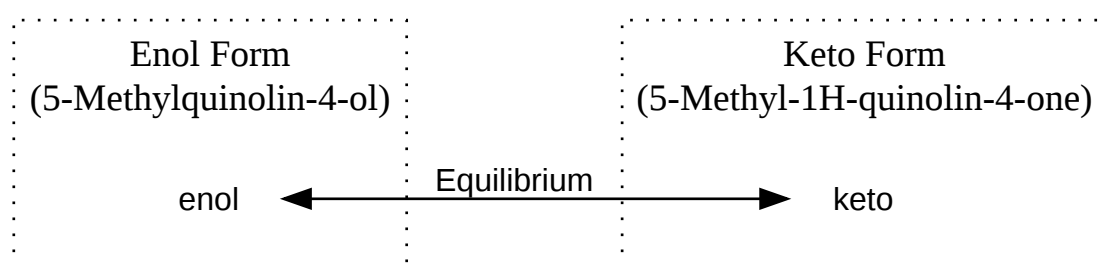 Enol Form
(5-Methylquinolin-4-ol)
Keto Form
(5-Methyl-1H-quinolin-4-one)
enol
Equilibrium
keto